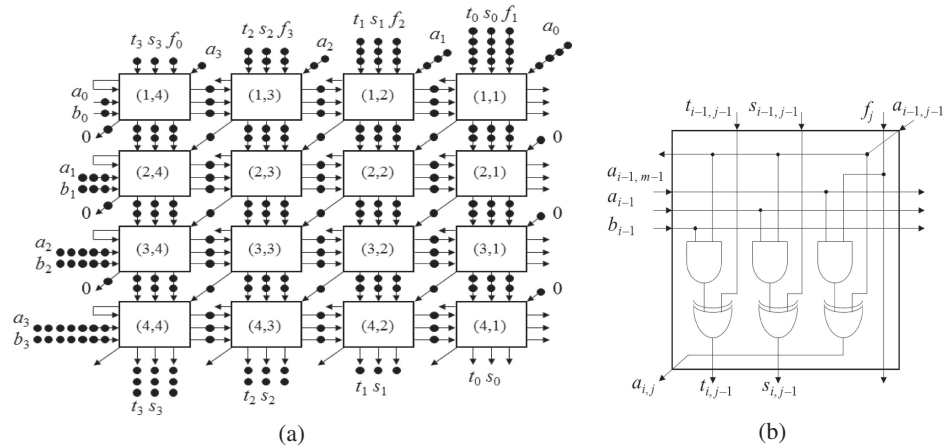 t₃ s₃ f₀ a₃ t₂ s₂ f₃ a₂ t₁ s₁ f₂ a₁ t₀ s₀ f₁ a₀
a₀ (1,4) (1,3) (1,2) (1,1)
b₀
0 0
a₁ (2,4) (2,3) (2,2) (2,1)
b₁
0 0
a₂ (3,4) (3,3) (3,2) (3,1)
b₂
0 0
a₃ (4,4) (4,3) (4,2) (4,1)
b₃
t₃ s₃ t₂ s₂ t₁ s₁ t₀ s₀
(a)
tᵢ₋₁,ⱼ₋₁ sᵢ₋₁,ⱼ₋₁ fⱼ aᵢ₋₁,ⱼ₋₁
aᵢ₋₁,ₘ₋₁
aᵢ₋₁
bᵢ₋₁
aᵢ,ⱼ tᵢ,ⱼ₋₁ sᵢ,ⱼ₋₁
(b)